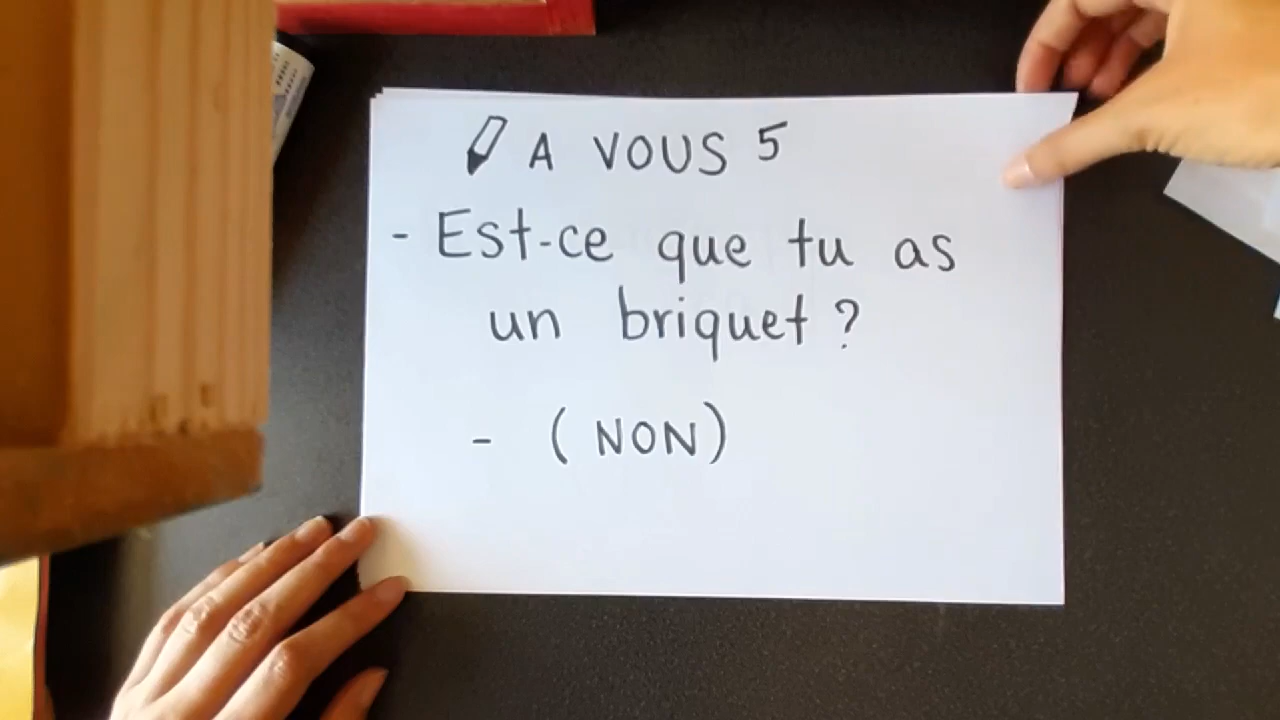 A VOUS 5
- Est-ce que tu as
un briquet ?
- (NON)